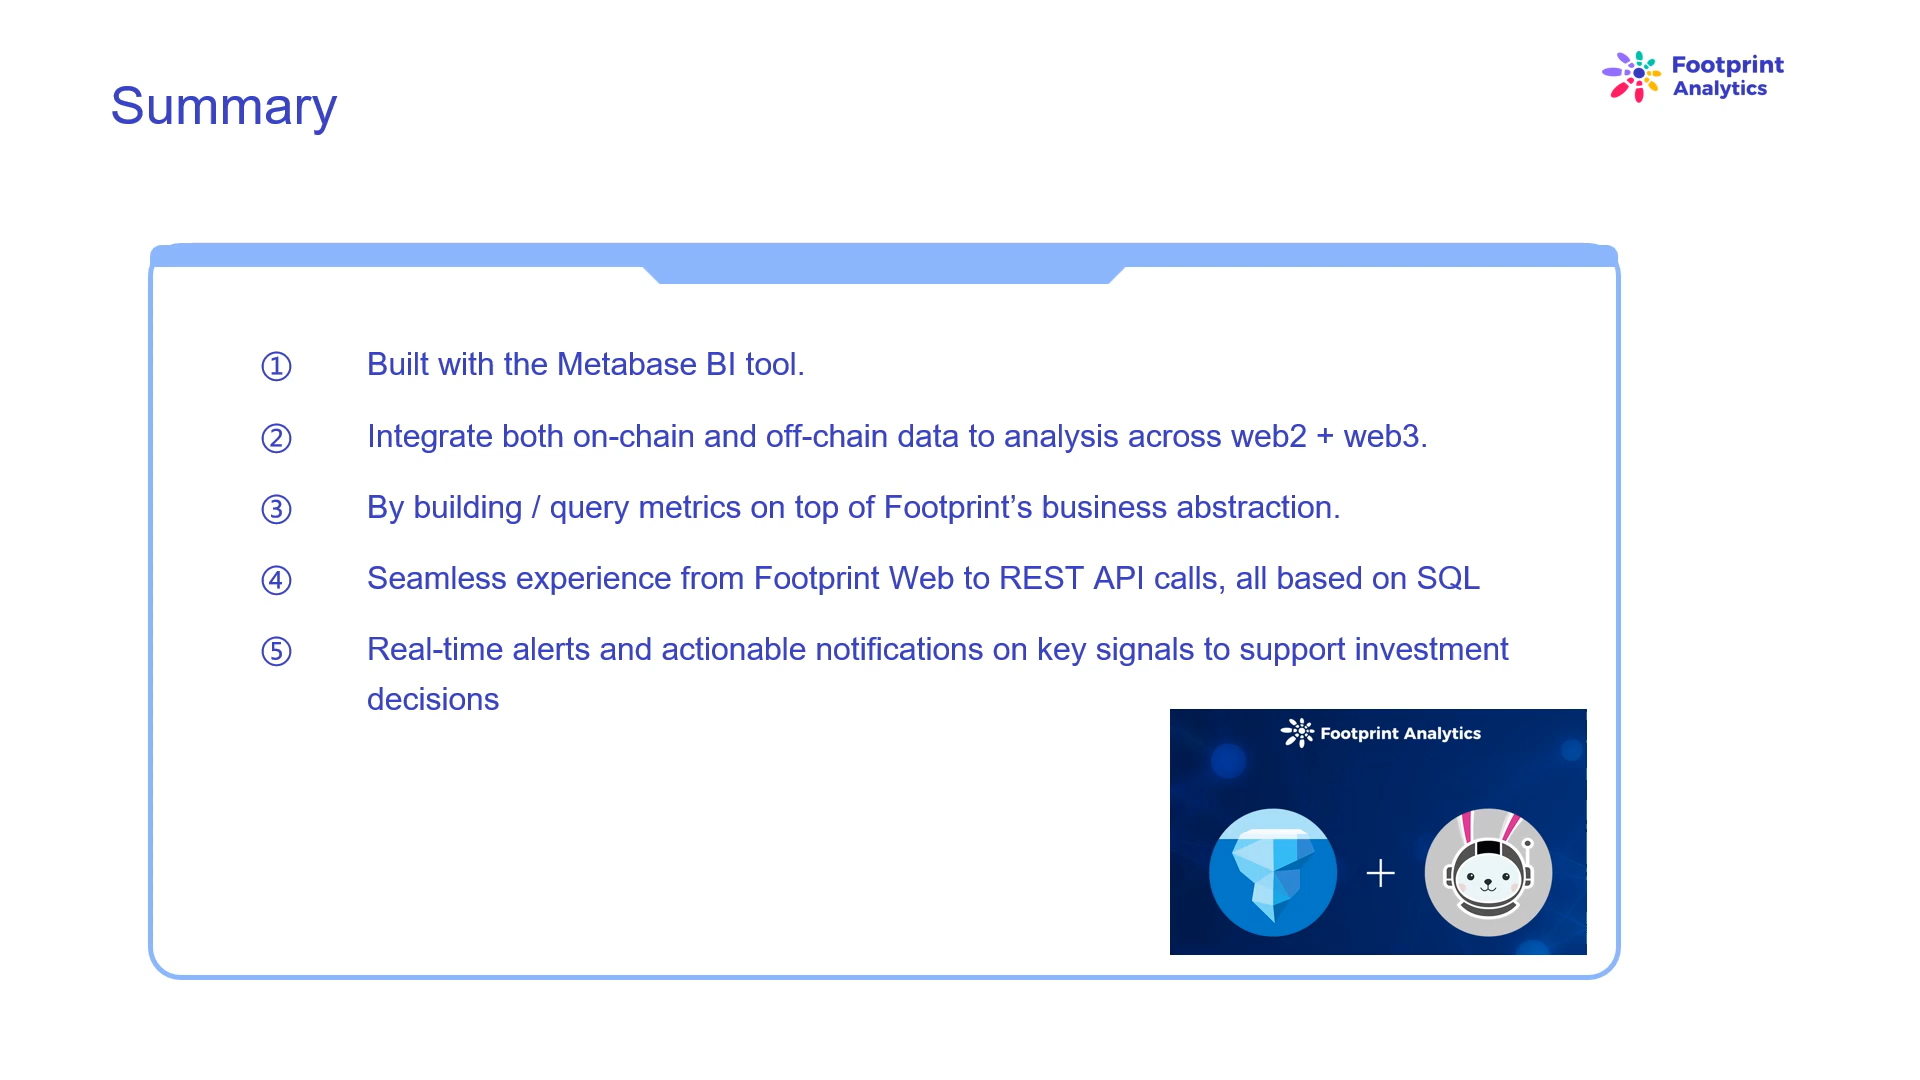 Footprint
Analytics
Summary
① Built with the Metabase BI tool.
② Integrate both on-chain and off-chain data to analysis across web2 + web3.
③ By building / query metrics on top of Footprint’s business abstraction.
④ Seamless experience from Footprint Web to REST API calls, all based on SQL
⑤ Real-time alerts and actionable notifications on key signals to support investment
decisions
Footprint Analytics
+